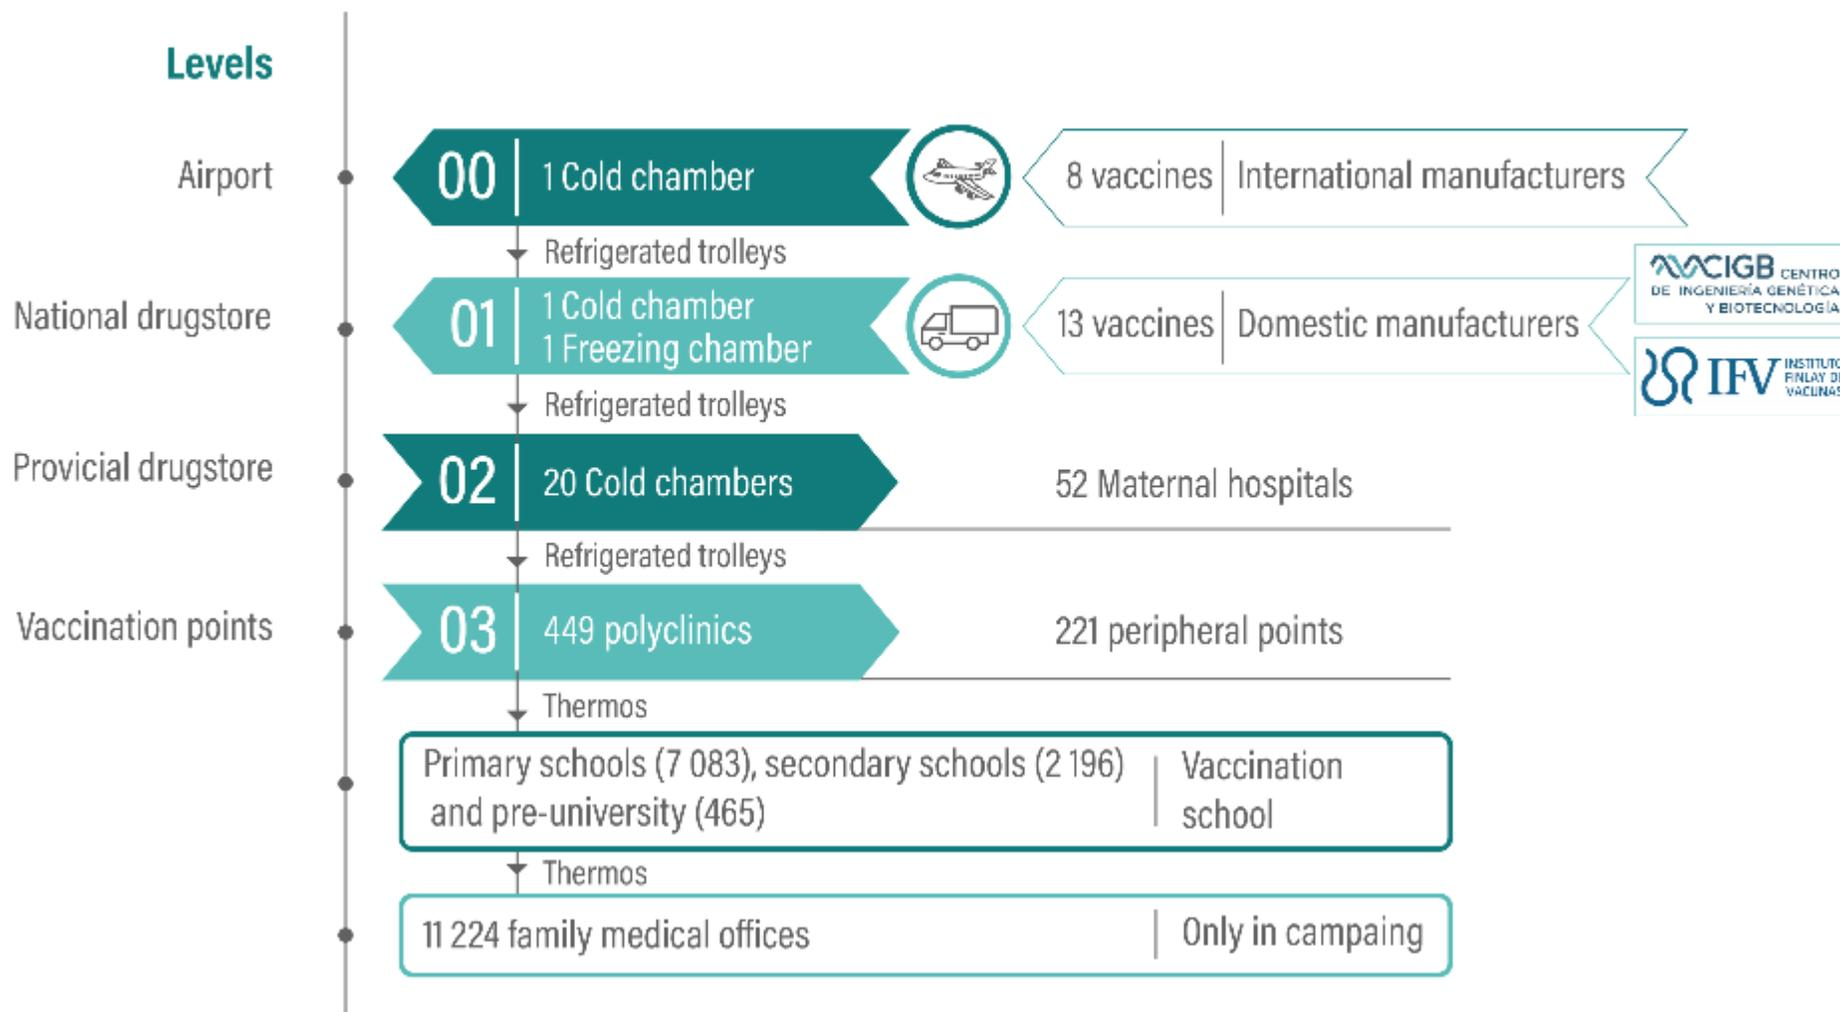 Levels
Airport
00
1 Cold chamber
8 vaccines
International manufacturers
Refrigerated trolleys
National drugstore
01
1 Cold chamber
1 Freezing chamber
13 vaccines
Domestic manufacturers
CIGB CENTRO
DE INGENIERÍA GENÉTICA
Y BIOTECNOLOGÍA
IFV
INSTITUTO
FINLAY DE
VACUNAS
Refrigerated trolleys
Provicial drugstore
02
20 Cold chambers
52 Maternal hospitals
Refrigerated trolleys
Vaccination points
03
449 polyclinics
221 peripheral points
Thermos
Primary schools (7 083), secondary schools (2 196)
and pre-university (465)
Vaccination
school
Thermos
11 224 family medical offices
Only in campaing